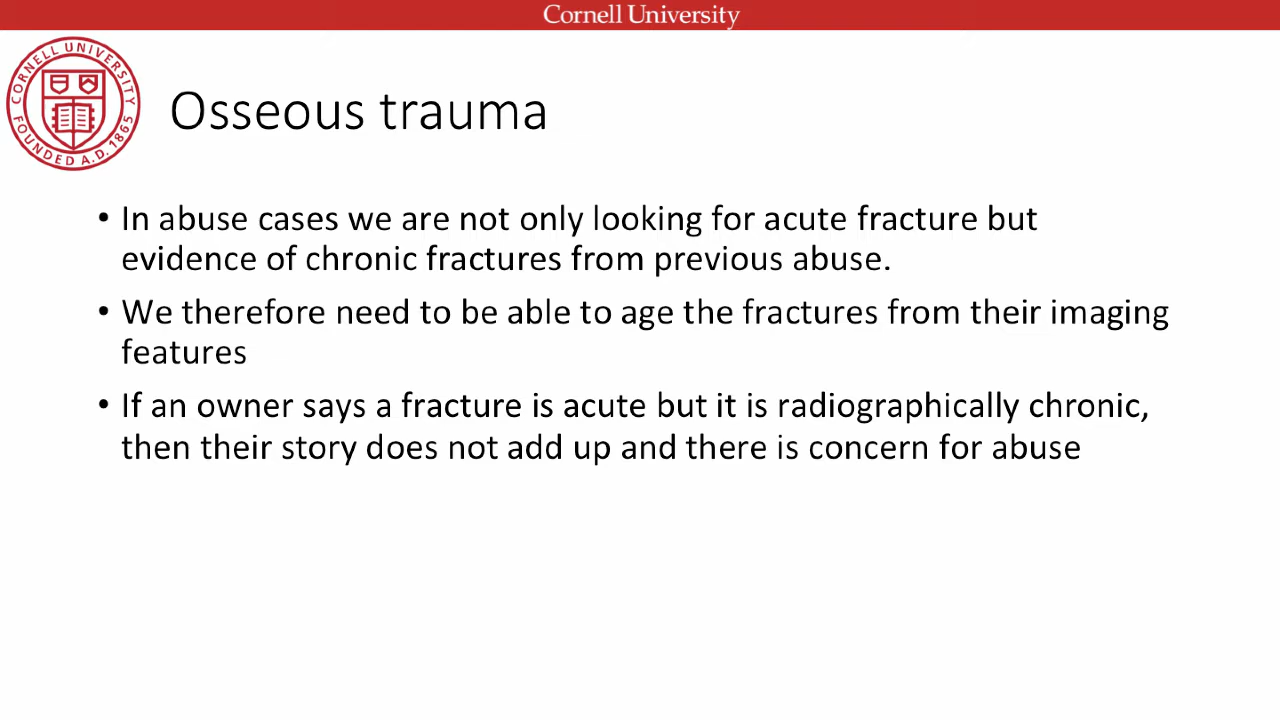 Cornell University
CORNELL UNIVERSITY
FOUNDED A.D. 1865
Osseous trauma
• In abuse cases we are not only looking for acute fracture but
evidence of chronic fractures from previous abuse.
• We therefore need to be able to age the fractures from their imaging
features
• If an owner says a fracture is acute but it is radiographically chronic,
then their story does not add up and there is concern for abuse